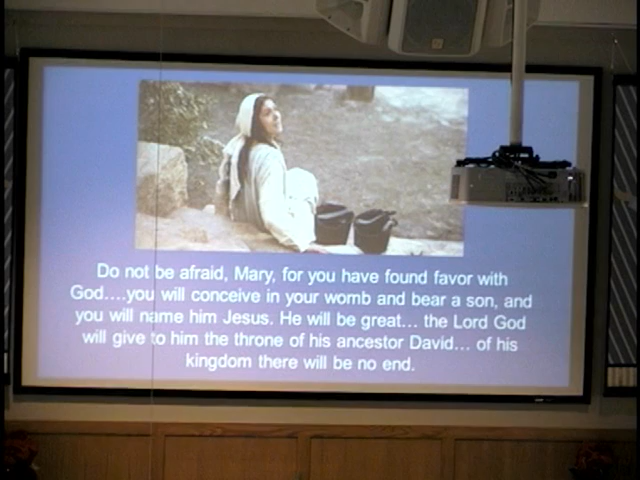 Do not be afraid, Mary, for you have found favor with
God....you will conceive in your womb and bear a son, and
you will name him Jesus. He will be great... the Lord God
will give to him the throne of his ancestor David... of his
kingdom there will be no end.